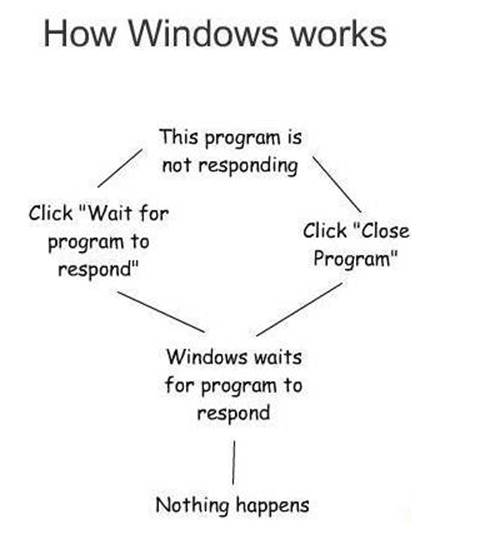 How Windows works
This program is
not responding
Click "Wait for
program to
respond"
Click "Close
Program"
Windows waits
for program to
respond
Nothing happens